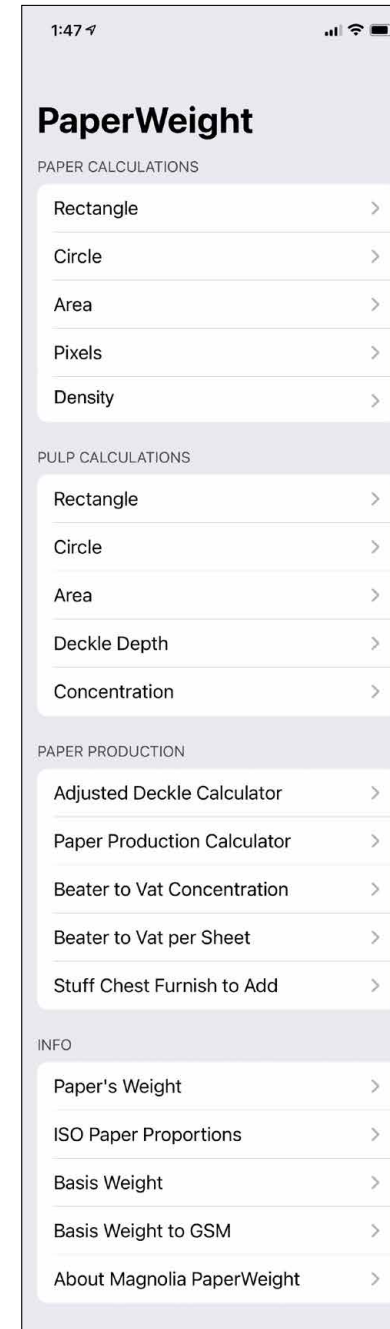 1:47
PaperWeight
PAPER CALCULATIONS
Rectangle
Circle
Area
Pixels
Density
PULP CALCULATIONS
Rectangle
Circle
Area
Deckle Depth
Concentration
PAPER PRODUCTION
Adjusted Deckle Calculator
Paper Production Calculator
Beater to Vat Concentration
Beater to Vat per Sheet
Stuff Chest Furnish to Add
INFO
Paper's Weight
ISO Paper Proportions
Basis Weight
Basis Weight to GSM
About Magnolia PaperWeight